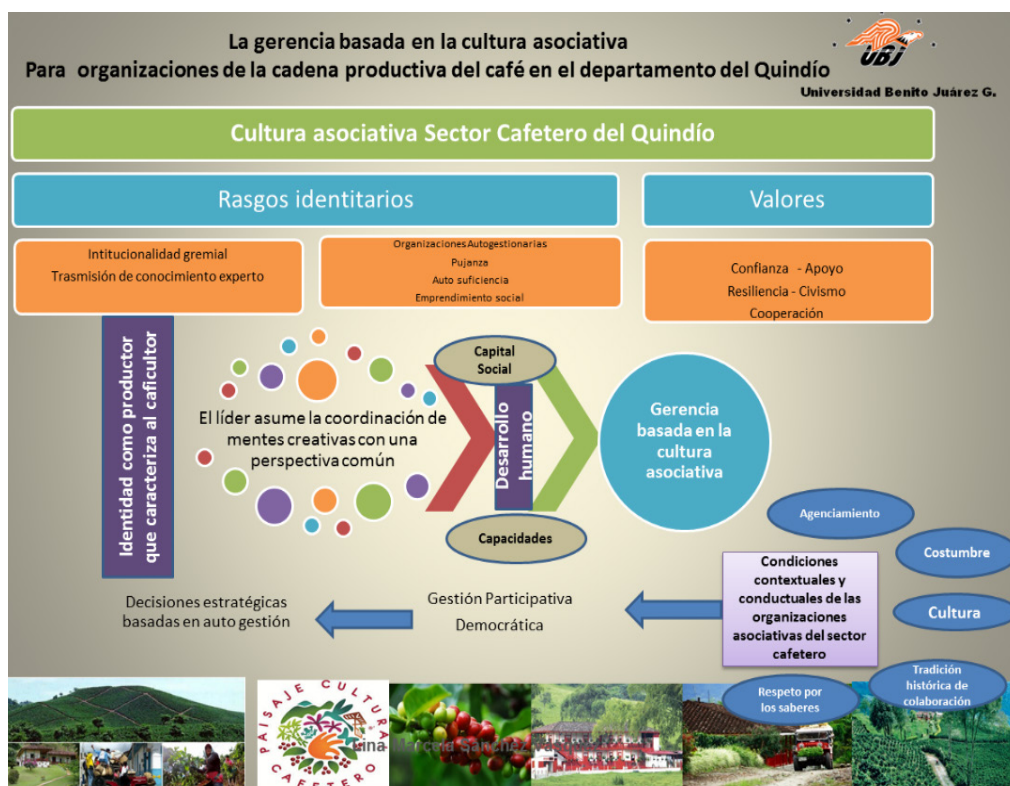 La gerencia basada en la cultura asociativa
Para organizaciones de la cadena productiva del café en el departamento del Quindío
UBJ
Universidad Benito Juárez G.
Cultura asociativa Sector Cafetero del Quindío
Rasgos identitarios
Valores
Intitucionalidad gremial
Trasmisión de conocimiento experto
Organizaciones Autogestionarias
Pujanza
Auto suficiencia
Emprendimiento social
Confianza - Apoyo
Resiliencia - Civismo
Cooperación
Identidad como productor
que caracteriza al caficultor
El líder asume la coordinación de
mentes creativas con una
perspectiva común
Capital
Social
Desarrollo
humano
Capacidades
Gerencia
basada en la
cultura
asociativa
Agenciamiento
Costumbre
Cultura
Tradición
histórica de
colaboración
Respeto por
los saberes
Condiciones
contextuales y
conductuales de las
organizaciones
asociativas del sector
cafetero
Gestión Participativa
Democrática
Decisiones estratégicas
basadas en auto gestión
PAISAJE CULTURA
CAFETERO
Marcela Sánchez